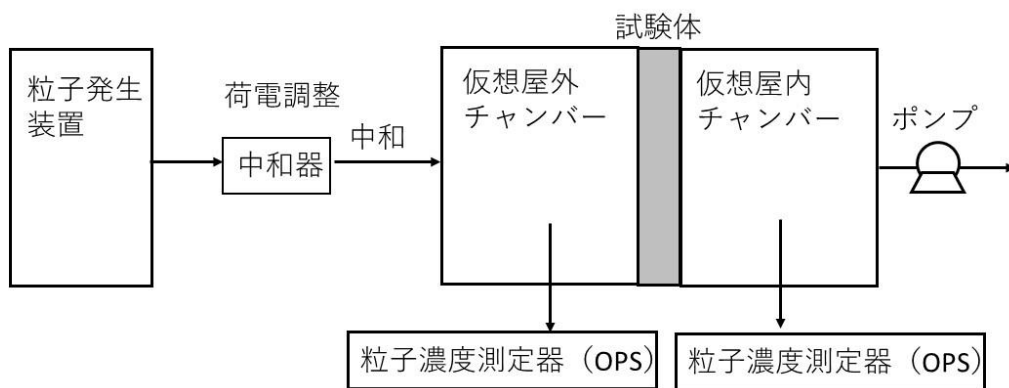 試験体
粒子発生
装置
荷電調整
中和器
中和
仮想屋外
チャンバー
仮想屋内
チャンバー
ポンプ
粒子濃度測定器（OPS）
粒子濃度測定器（OPS）